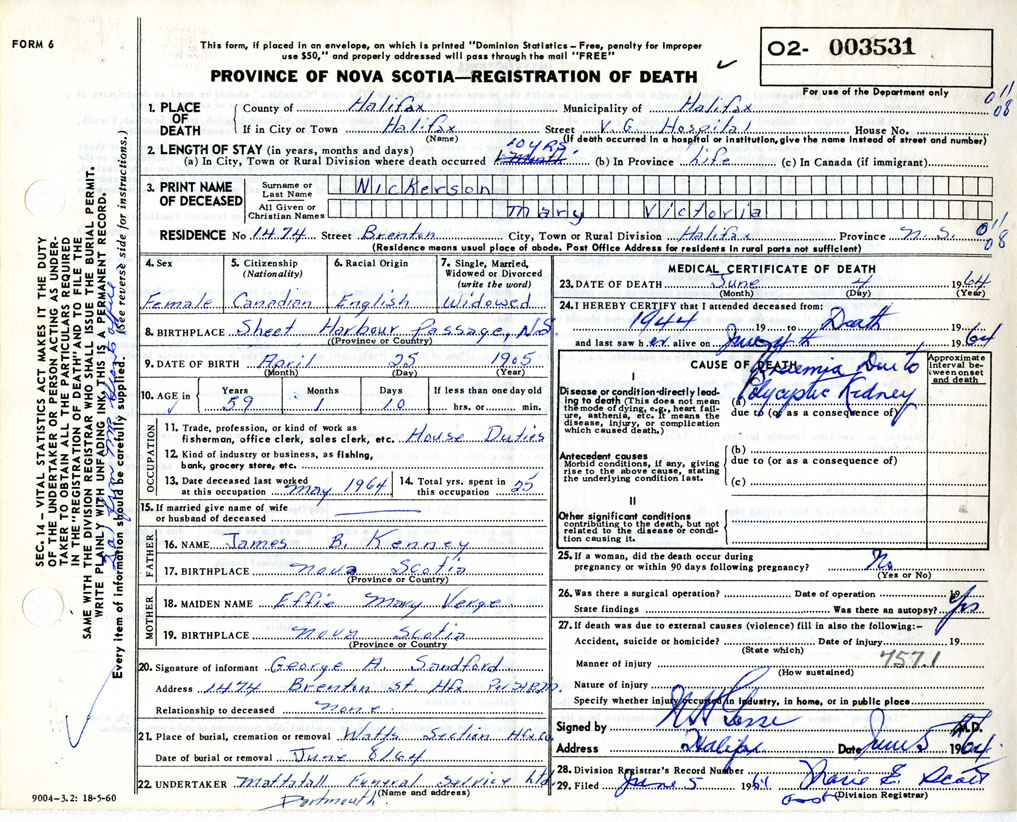 FORM 6
This form, if placed in an envelope, on which is printed "Dominion Statistics – Free, penalty for improper
use $50," and properly addressed will pass through the mail "FREE"
PROVINCE OF NOVA SCOTIA—REGISTRATION OF DEATH
02- 003531
For use of the Department only
011
08
1. PLACE OF DEATH
County of Halifax Municipality of Halifax
If in City or Town Halifax Street V.G. Hospital House No.
(Name) (If death occurred in a hospital or institution, give the name instead of street and number)
2. LENGTH OF STAY (in years, months and days)
20 yrs.
(a) In City, Town or Rural Division where death occurred (b) In Province Life (c) In Canada (if immigrant)
3. PRINT NAME OF DECEASED
Surname or Last Name Nickerson
All Given or Christian Names Mary Victoria
RESIDENCE No 1474 Street Brenton City, Town or Rural Division Halifax Province N.S.
011
08
(Residence means usual place of abode. Post Office Address for residents in rural parts not sufficient)
4. Sex
Female
5. Citizenship
(Nationality)
Canadian
6. Racial Origin
English
7. Single, Married, Widowed or Divorced
(write the word)
Widowed
8. BIRTHPLACE Sheet Harbour Passage, N.S.
(Province or Country)
9. DATE OF BIRTH April 25 1905
(Month) (Day) (Year)
10. AGE in Years 59 Months 1 Days 10 If less than one day old hrs. or min.
OCCUPATION
11. Trade, profession, or kind of work as
fisherman, office clerk, sales clerk, etc. House Duties
12. Kind of industry or business, as fishing,
bank, grocery store, etc.
13. Date deceased last worked
at this occupation May 1964
14. Total yrs. spent in
this occupation 25
15. If married give name of wife
or husband of deceased
FATHER
16. NAME James B. Kenney
17. BIRTHPLACE Nova Scotia
(Province or Country)
MOTHER
18. MAIDEN NAME Effie Mary Verge
19. BIRTHPLACE Nova Scotia
(Province or Country)
20. Signature of informant George A. Sandford
Address 1474 Brenton St. Hfx
Relationship to deceased None
21. Place of burial, cremation or removal Watts Section Hfx Co
Date of burial or removal June 8/64
22. UNDERTAKER Mattatall Funeral Service Ltd
(Name and address)
Dartmouth
9004-3.2: 18-5-60
MEDICAL CERTIFICATE OF DEATH
23. DATE OF DEATH June 4 1964
(Month) (Day) (Year)
24. I HEREBY CERTIFY that I attended deceased from:
1944 19 to Death 19
and last saw her alive on June 4th 1964
CAUSE OF DEATH
Approximate interval between onset and death
I
Disease or condition directly leading to death (This does not mean the mode of dying, e.g., heart failure, asthenia, etc. It means the disease, injury, or complication which caused death.)
(a) Uraemia Due to
Polycystic Kidney
due to (or as a consequence of)
Antecedent causes
Morbid conditions, if any, giving rise to the above cause, stating the underlying condition last.
(b)
due to (or as a consequence of)
(c)
II
Other significant conditions
contributing to the death, but not related to the disease or condition causing it.
25. If a woman, did the death occur during
pregnancy or within 90 days following pregnancy? No
(Yes or No)
26. Was there a surgical operation? Date of operation 19
State findings Was there an autopsy? Yes
27. If death was due to external causes (violence) fill in also the following:-
Accident, suicide or homicide? Date of injury 19
(State which)
757.1
Manner of injury
(How sustained)
Nature of injury
Specify whether injury occurred in industry, in home, or in public place
Signed by M.D.
Address Halifax Date June 5 1964
28. Division Registrar's Record Number
29. Filed June 5 1964 Marie E. Scott
(Division Registrar)
SEC. 14 – VITAL STATISTICS ACT MAKES IT THE DUTY
OF THE UNDERTAKER OR PERSON ACTING AS UNDER-
TAKER TO OBTAIN ALL THE PARTICULARS REQUIRED
IN THE "REGISTRATION OF DEATH" AND TO FILE THE
SAME WITH THE DIVISION REGISTRAR WHO SHALL ISSUE THE BURIAL PERMIT.
WRITE PLAINLY WITH UNFADING INK. THIS IS A PERMANENT RECORD.
Every item of information should be carefully supplied. (See reverse side for instructions.)